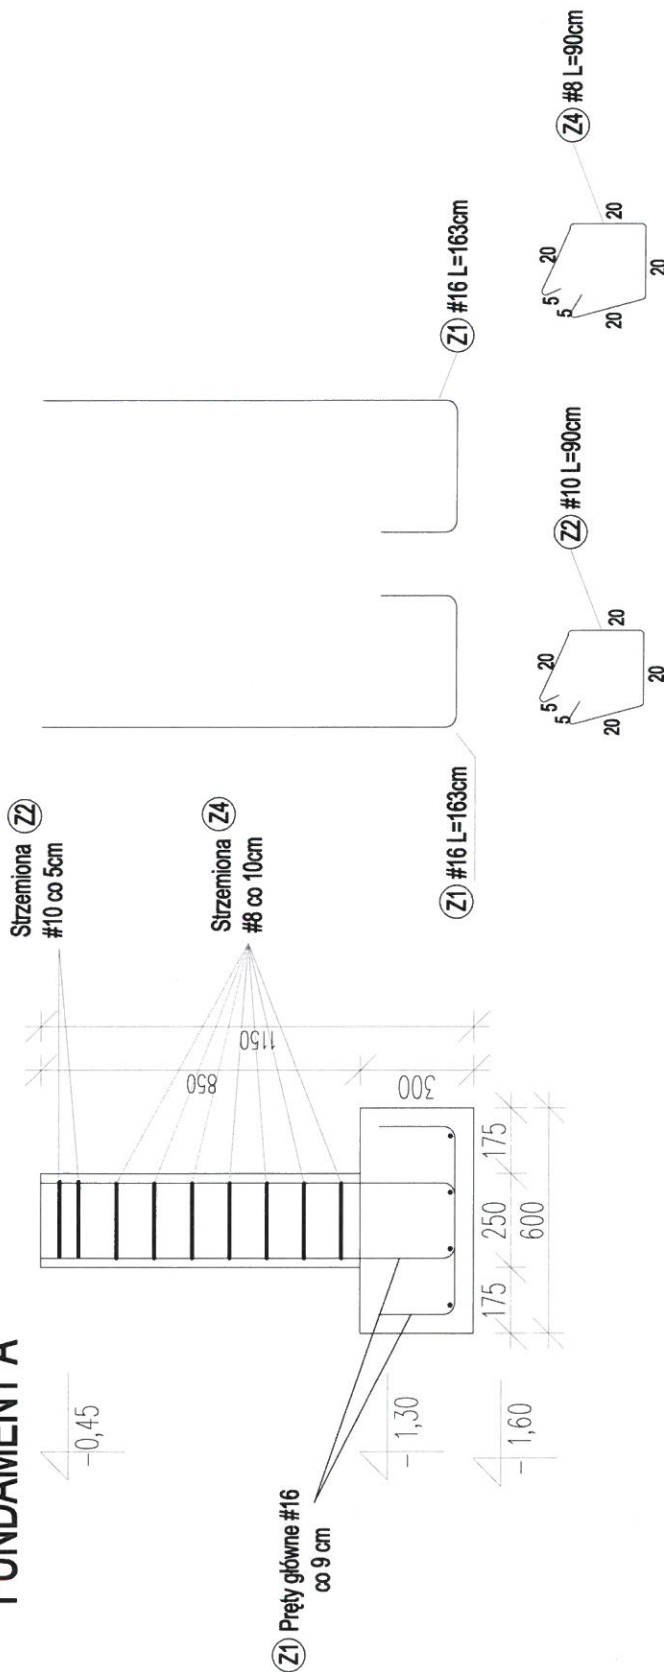 FUNDAMENT A
-0,45
-1,30
-1,60
Z1 Pręty główne #16
co 9 cm
175
250
175
600
300
850
1150
Strzemiona Z2
#10 co 5cm
Strzemiona Z4
#8 co 10cm
Z1 #16 L=163cm
Z1 #16 L=163cm
Z2 #10 L=90cm
5
5
20
20
20
20
Z4 #8 L=90cm
5
5
20
20
20
20